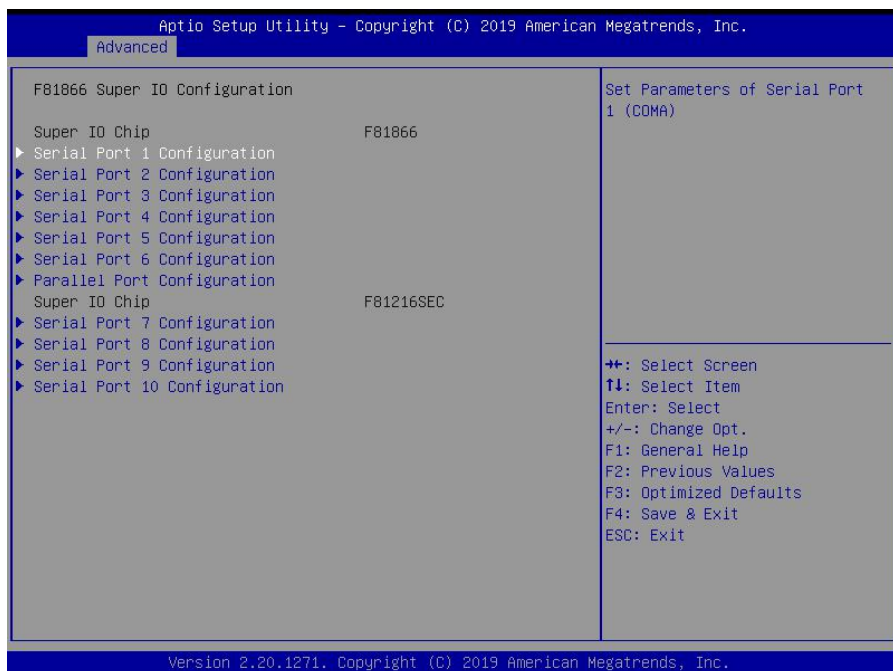 Aptio Setup Utility – Copyright (C) 2019 American Megatrends, Inc.
Advanced
F81866 Super IO Configuration
Super IO Chip F81866
▶ Serial Port 1 Configuration
▶ Serial Port 2 Configuration
▶ Serial Port 3 Configuration
▶ Serial Port 4 Configuration
▶ Serial Port 5 Configuration
▶ Serial Port 6 Configuration
▶ Parallel Port Configuration
Super IO Chip F81216SEC
▶ Serial Port 7 Configuration
▶ Serial Port 8 Configuration
▶ Serial Port 9 Configuration
▶ Serial Port 10 Configuration
Set Parameters of Serial Port
1 (COMA)
→←: Select Screen
↑↓: Select Item
Enter: Select
+/-: Change Opt.
F1: General Help
F2: Previous Values
F3: Optimized Defaults
F4: Save & Exit
ESC: Exit
Version 2.20.1271. Copyright (C) 2019 American Megatrends, Inc.